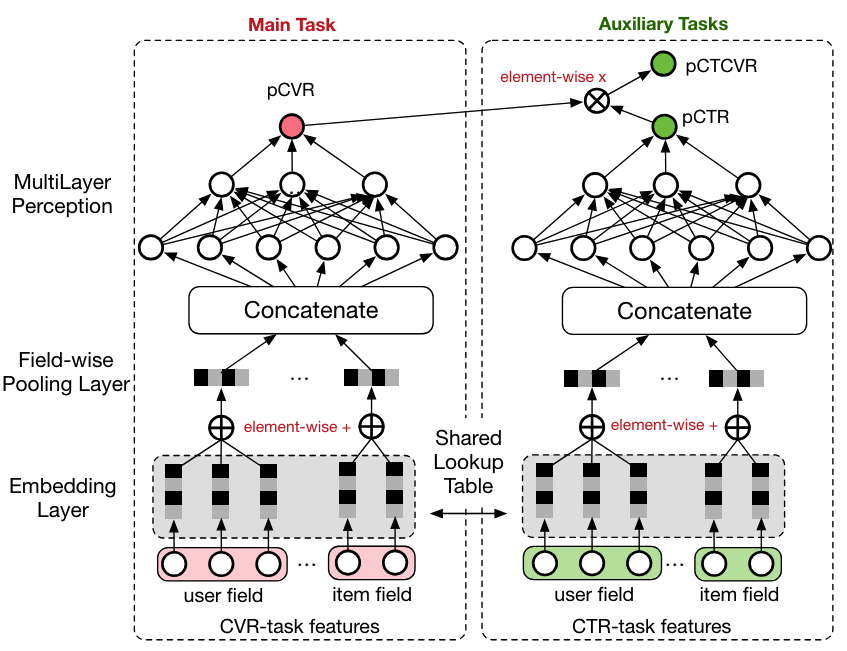 Main Task
Auxiliary Tasks
element-wise x
pCTCVR
pCVR
pCTR
MultiLayer
Perception
Concatenate
Concatenate
Field-wise
Pooling Layer
...
...
element-wise +
element-wise +
Shared
Lookup
Table
Embedding
Layer
...
...
user field
item field
user field
item field
CVR-task features
CTR-task features